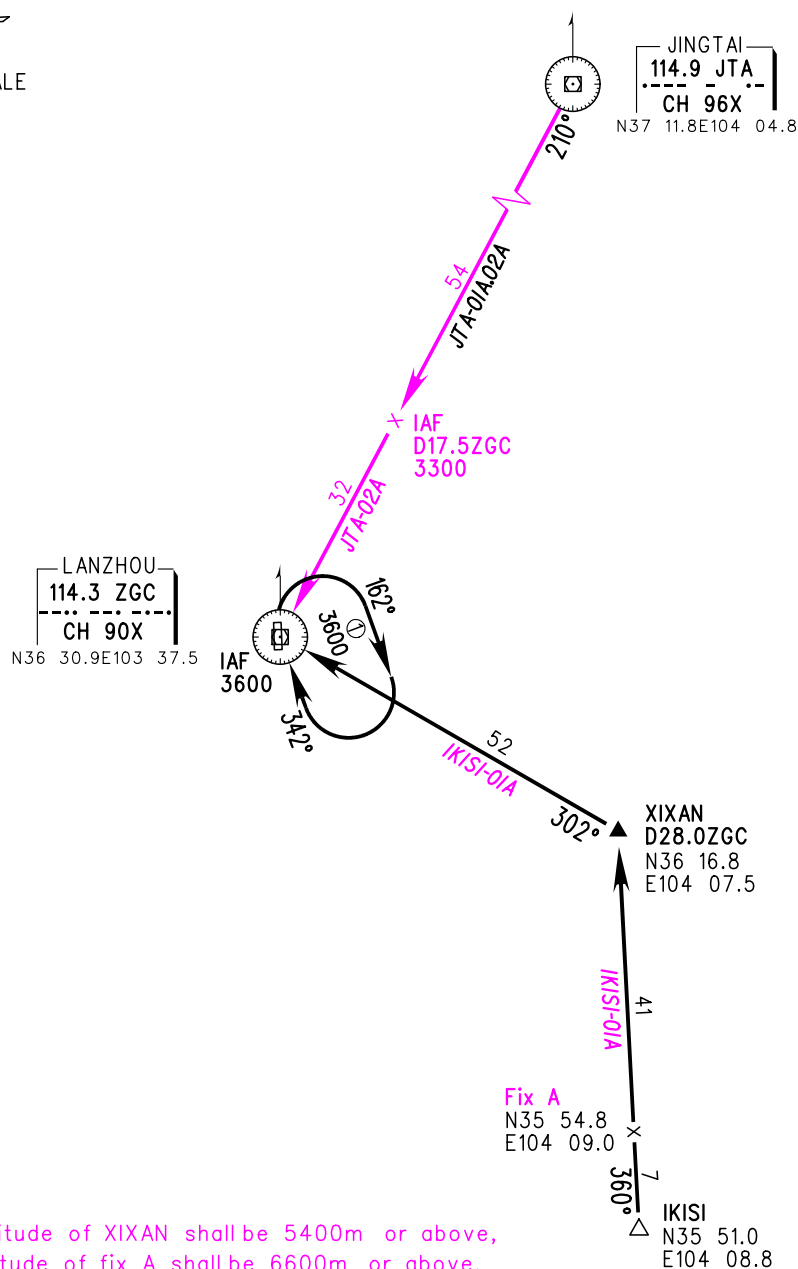 ALE
JINGTAI
114.9 JTA
CH 96X
N37 11.8E104 04.8
210°
54
JTA-01A.02A
IAF
D17.5ZGC
3300
32
JTA-02A
LANZHOU
114.3 ZGC
CH 90X
N36 30.9E103 37.5
IAF
3600
162°
3600 ①
342°
52
IKISI-01A
302°
XIXAN
D28.0ZGC
N36 16.8
E104 07.5
IKISI-01A
41
Fix A
N35 54.8
E104 09.0
7
360°
IKISI
N35 51.0
E104 08.8
itude of XIXAN shall be 5400m or above,
tude of fix A shall be 6600m or above